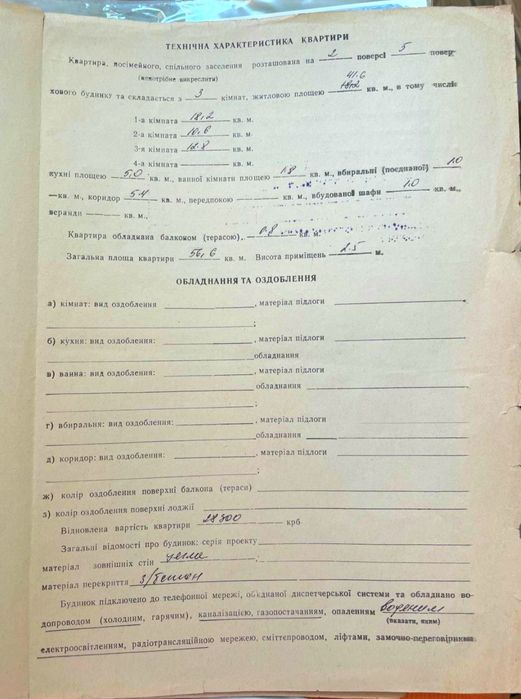 ТЕХНІЧНА ХАРАКТЕРИСТИКА КВАРТИРИ
Квартира, посімейного, спільного заселення розташована на 2 поверсі 5 повер-
(непотрібне викреслити)
41.6
хового будинку та складається з 3 кімнат, житловою площею кв. м., в тому числі:
1-а кімната 18,2 кв. м.
2-а кімната 10,6 кв. м.
3-я кімната 12.8 кв. м.
4-а кімната — кв. м.
кухні площею 5,0 кв. м., ванної кімнати площею 1.8 кв. м., вбиральні (поєднаної) 1.0
— кв. м., коридор 5.4 кв. м., передпокою — кв. м., вбудованої шафи 1.0 кв. м.,
веранди — кв. м.,
Квартира обладнана балконом (терасою), 0.8 кв. м.
Загальна площа квартири 56,6 кв. м. Висота приміщень 2.5 м.
ОБЛАДНАННЯ ТА ОЗДОБЛЕННЯ
а) кімнат: вид оздоблення , матеріал підлоги
;
б) кухня: вид оздоблення: , матеріал підлоги
обладнання
в) ванна: вид оздоблення: , матеріал підлоги
обладнання
;
г) вбиральня: вид оздоблення: , матеріал підлоги
обладнання
д) коридор: вид оздоблення: , матеріал підлоги
;
ж) колір оздоблення поверхні балкона (тераси)
з) колір оздоблення поверхні лоджії
Відновлена вартість квартири 28300 крб
Загальні відомості про будинок: серія проекту
матеріал зовнішніх стін цегла ;
матеріал перекриття з/бетон
Будинок підключено до телефонної мережі, об'єднаної диспетчерської системи та обладнано во-
допроводом (холодним, гарячим), каналізацією, газопостачанням, опаленням водяним
(вказати, яким)
електроосвітленням, радіотрансляційною мережею, сміттепроводом, ліфтами, замочно-переговорними